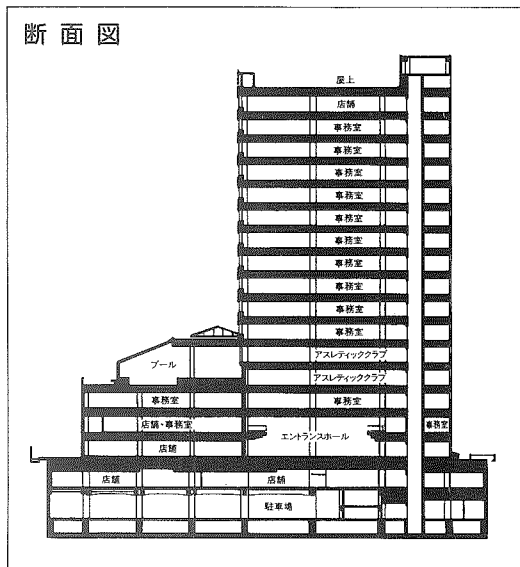 断面図
屋上
店舗
事務室
事務室
事務室
事務室
事務室
事務室
事務室
事務室
事務室
事務室
アスレティッククラブ
プール
アスレティッククラブ
事務室
事務室
店舗・事務室
エントランスホール
事務室
店舗
店舗
店舗
駐車場